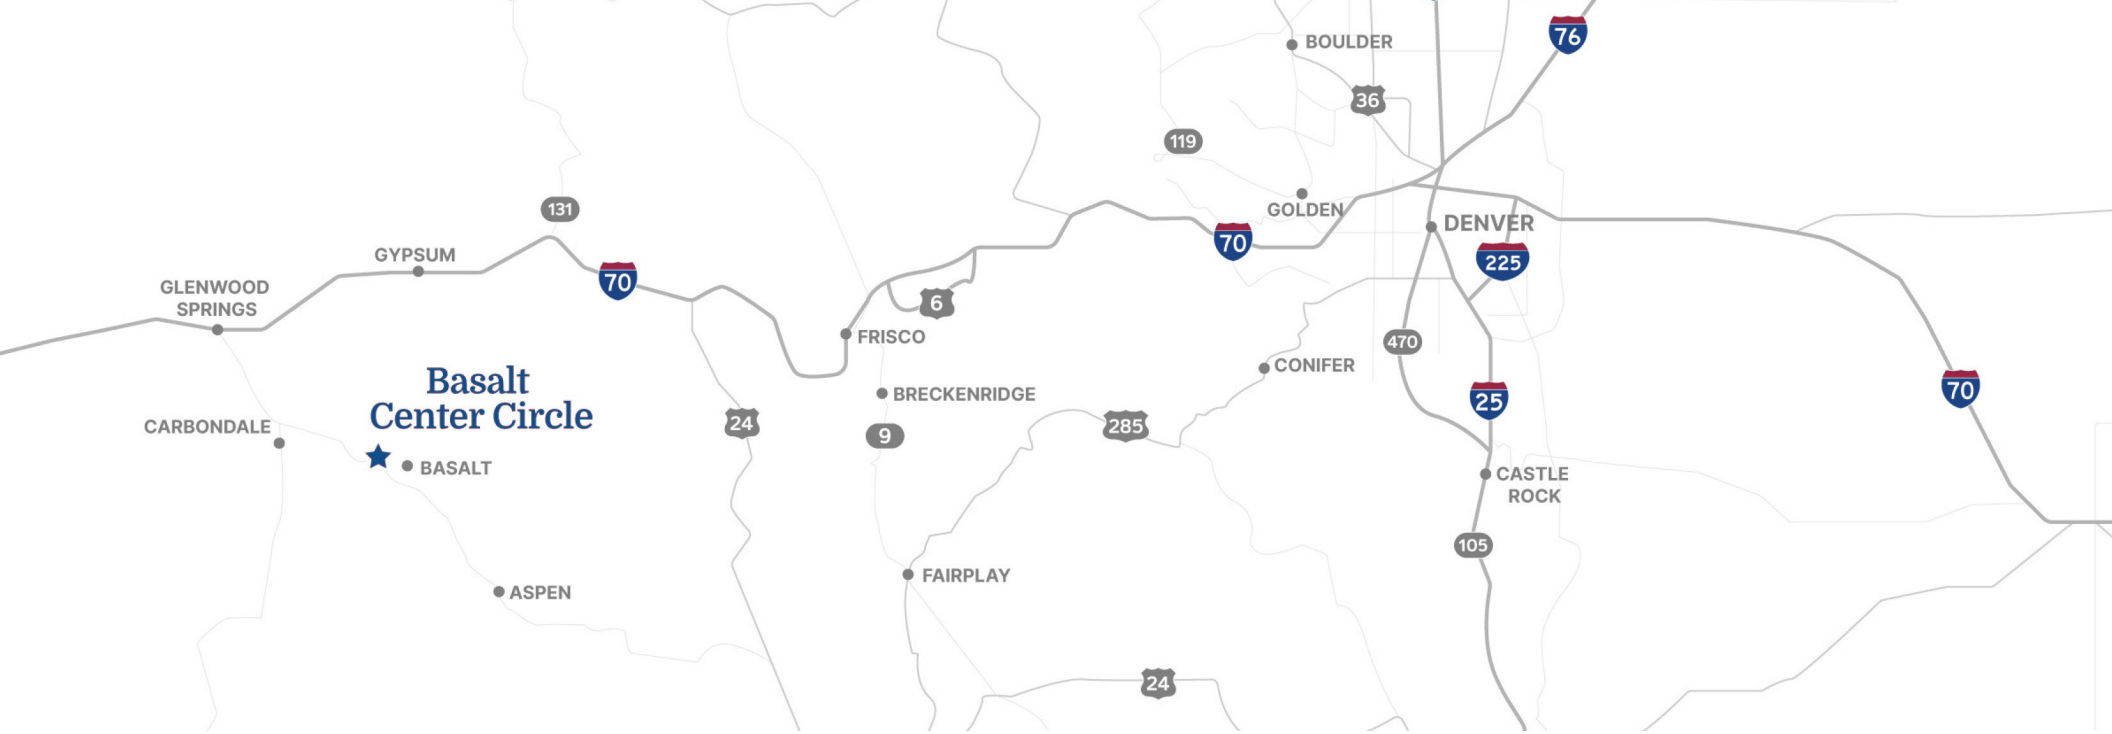 76
BOULDER
36
119
GOLDEN
131
DENVER
70
225
GYPSUM
70
GLENWOOD
SPRINGS
6
FRISCO
470
CONIFER
Basalt
Center Circle
BRECKENRIDGE
25
70
24
9
285
CARBONDALE
BASALT
CASTLE
ROCK
105
FAIRPLAY
ASPEN
24